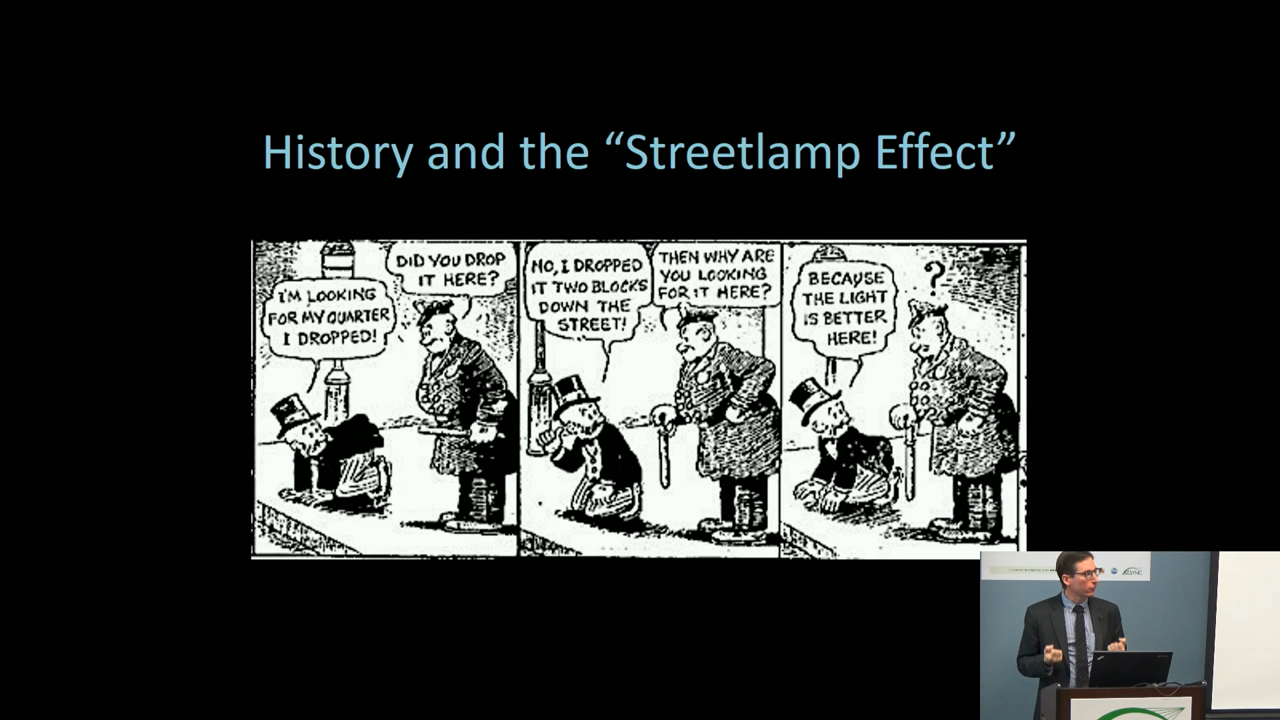 History and the “Streetlamp Effect”
I'M LOOKING
FOR MY QUARTER
I DROPPED!
DID YOU DROP
IT HERE?
NO, I DROPPED
IT TWO BLOCKS
DOWN THE
STREET!
THEN WHY ARE
YOU LOOKING
FOR IT HERE?
BECAUSE
THE LIGHT
IS BETTER
HERE!
?